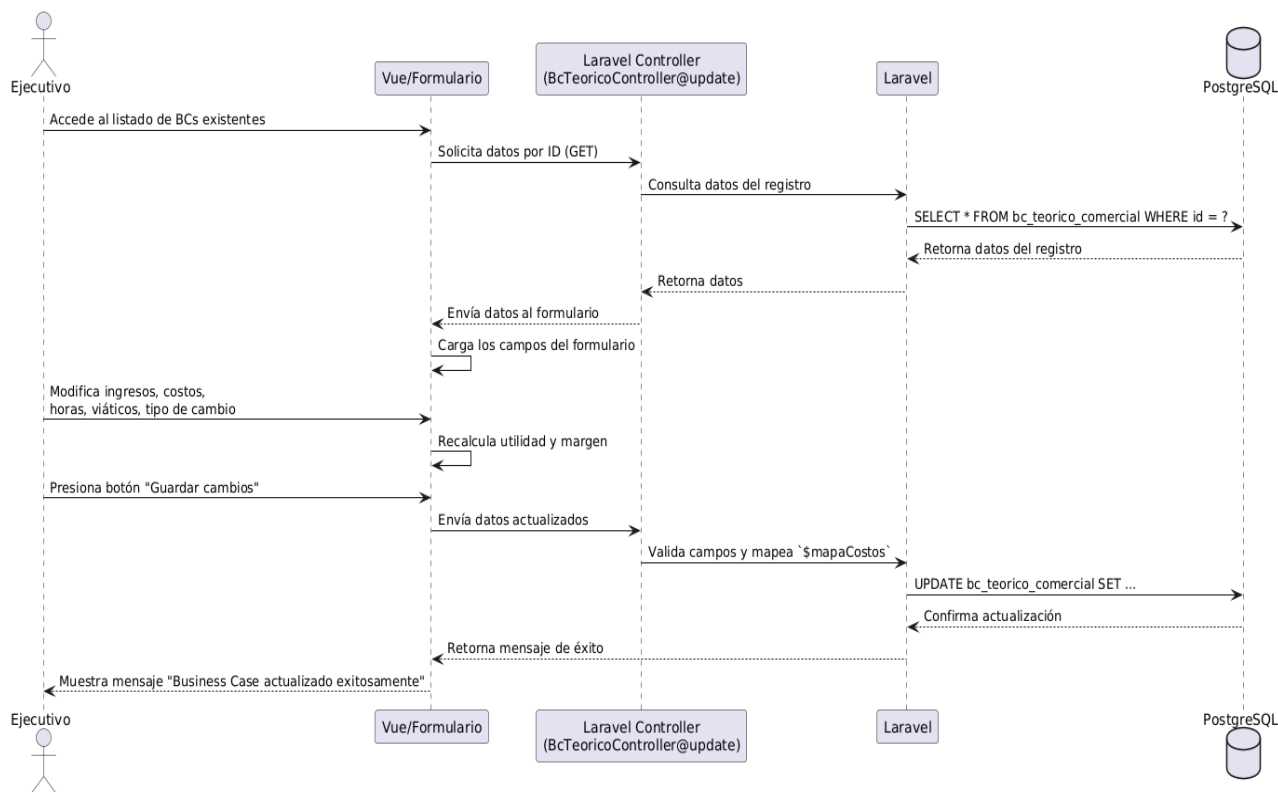 Ejecutivo
Vue/Formulario
Laravel Controller
(BcTeoricoController@update)
Laravel
PostgreSQL
Accede al listado de BCs existentes
Solicita datos por ID (GET)
Consulta datos del registro
SELECT * FROM bc_teorico_comercial WHERE id = ?
Retorna datos del registro
Retorna datos
Envía datos al formulario
Carga los campos del formulario
Modifica ingresos, costos,
horas, viáticos, tipo de cambio
Recalcula utilidad y margen
Presiona botón "Guardar cambios"
Envía datos actualizados
Valida campos y mapea `$mapaCostos`
UPDATE bc_teorico_comercial SET ...
Confirma actualización
Retorna mensaje de éxito
Muestra mensaje "Business Case actualizado exitosamente"
Ejecutivo
Vue/Formulario
Laravel Controller
(BcTeoricoController@update)
Laravel
PostgreSQL